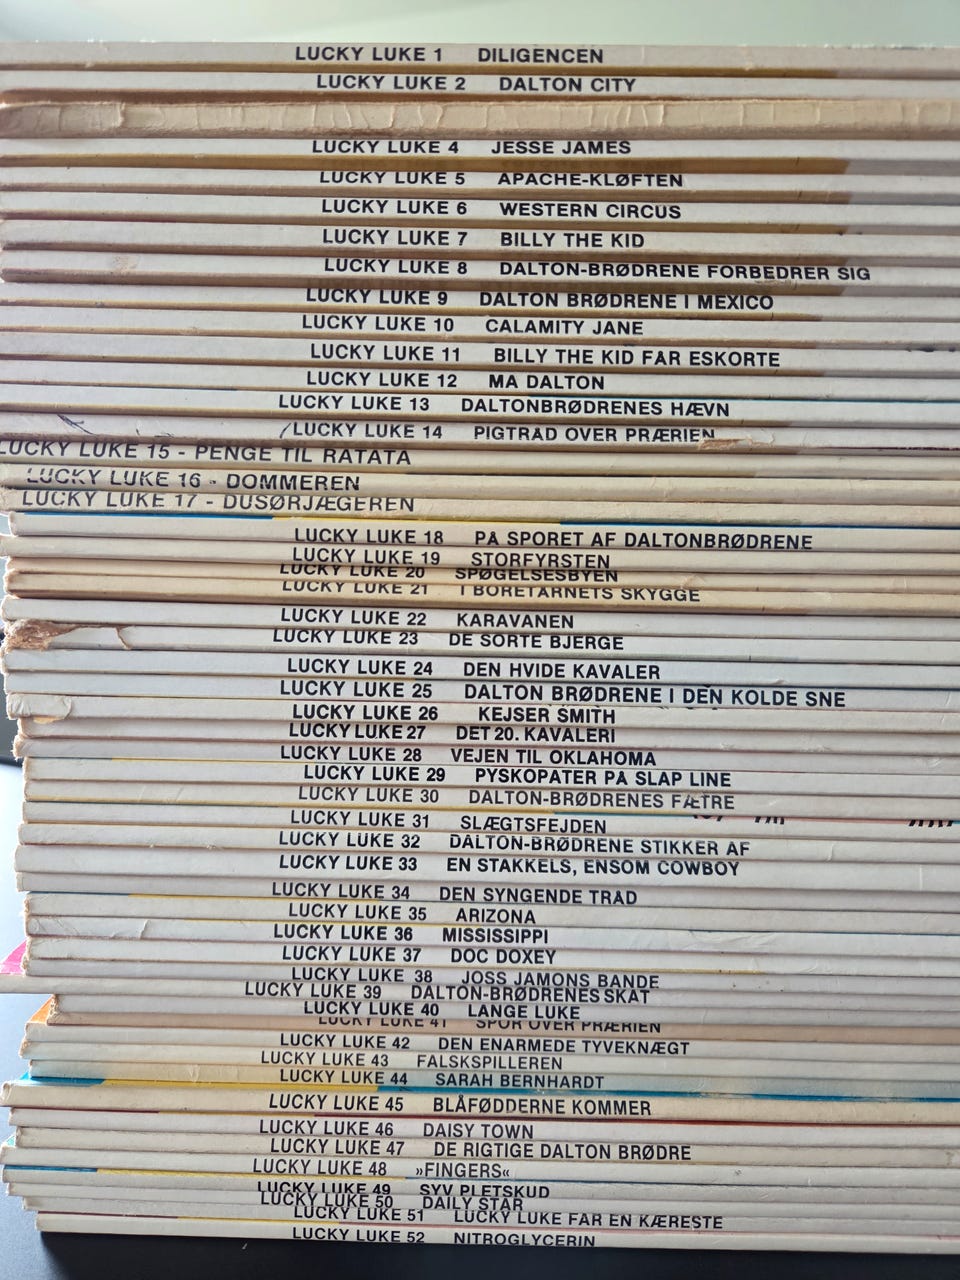 LUCKY LUKE 1 DILIGENCEN
LUCKY LUKE 2 DALTON CITY
LUCKY LUKE 4 JESSE JAMES
LUCKY LUKE 5 APACHE-KLØFTEN
LUCKY LUKE 6 WESTERN CIRCUS
LUCKY LUKE 7 BILLY THE KID
LUCKY LUKE 8 DALTON-BRØDRENE FORBEDRER SIG
LUCKY LUKE 9 DALTON BRØDRENE I MEXICO
LUCKY LUKE 10 CALAMITY JANE
LUCKY LUKE 11 BILLY THE KID FAR ESKORTE
LUCKY LUKE 12 MA DALTON
LUCKY LUKE 13 DALTONBRØDRENES HÆVN
LUCKY LUKE 14 PIGTRAD OVER PRÆRIEN
LUCKY LUKE 15 - PENGE TIL RATATA
LUCKY LUKE 16 - DOMMEREN
LUCKY LUKE 17 - DUSØRJÆGEREN
LUCKY LUKE 18 PA SPORET AF DALTONBRØDRENE
LUCKY LUKE 19 STORFYRSTEN
LUCKY LUKE 20 SPØGELSESBYEN
LUCKY LUKE 21 I BORETARNETS SKYGGE
LUCKY LUKE 22 KARAVANEN
LUCKY LUKE 23 DE SORTE BJERGE
LUCKY LUKE 24 DEN HVIDE KAVALER
LUCKY LUKE 25 DALTON BRØDRENE I DEN KOLDE SNE
LUCKY LUKE 26 KEJSER SMITH
LUCKY LUKE 27 DET 20. KAVALERI
LUCKY LUKE 28 VEJEN TIL OKLAHOMA
LUCKY LUKE 29 PYSKOPATER PA SLAP LINE
LUCKY LUKE 30 DALTON-BRØDRENES FÆTRE
LUCKY LUKE 31 SLÆGTSFEJDEN
LUCKY LUKE 32 DALTON-BRØDRENE STIKKER AF
LUCKY LUKE 33 EN STAKKELS, ENSOM COWBOY
LUCKY LUKE 34 DEN SYNGENDE TRAD
LUCKY LUKE 35 ARIZONA
LUCKY LUKE 36 MISSISSIPPI
LUCKY LUKE 37 DOC DOXEY
LUCKY LUKE 38 JOSS JAMONS BANDE
LUCKY LUKE 39 DALTON-BRØDRENES SKAT
LUCKY LUKE 40 LANGE LUKE
LUCKY LUKE 41 SPOR OVER PRÆRIEN
LUCKY LUKE 42 DEN ENARMEDE TYVEKNÆGT
LUCKY LUKE 43 FALSKSPILLEREN
LUCKY LUKE 44 SARAH BERNHARDT
LUCKY LUKE 45 BLÅFØDDERNE KOMMER
LUCKY LUKE 46 DAISY TOWN
LUCKY LUKE 47 DE RIGTIGE DALTON BRØDRE
LUCKY LUKE 48 »FINGERS«
LUCKY LUKE 49 SYV PLETSKUD
LUCKY LUKE 50 DAILY STAR
LUCKY LUKE 51 LUCKY LUKE FAR EN KÆRESTE
LUCKY LUKE 52 NITROGLYCERIN